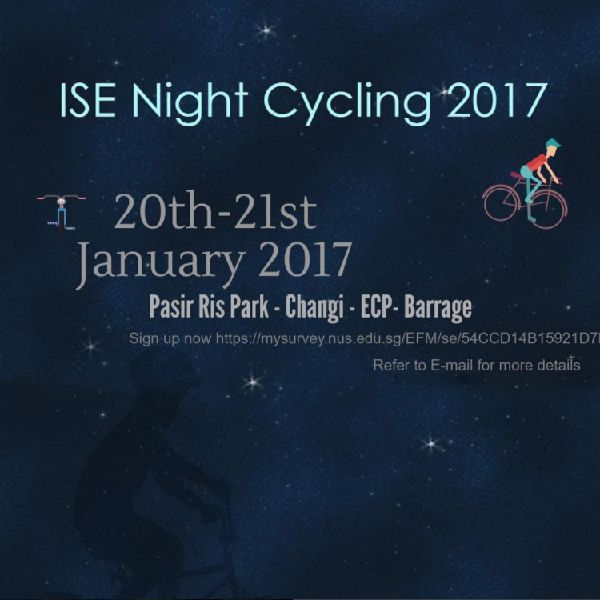 ISE Night Cycling 2017
20th-21st
January 2017
Pasir Ris Park - Changi - ECP- Barrage
Sign up now https://mysurvey.nus.edu.sg/EFM/se/54CCD14B15921D7
Refer to E-mail for more details